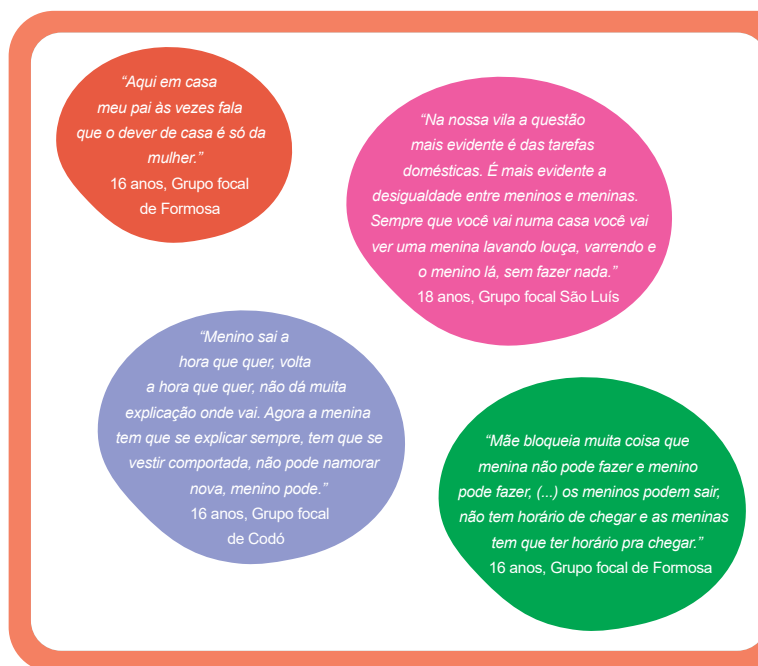 “Aqui em casa
meu pai às vezes fala
que o dever de casa é só da
mulher.”
16 anos, Grupo focal
de Formosa
“Na nossa vila a questão
mais evidente é das tarefas
domésticas. É mais evidente a
desigualdade entre meninos e meninas.
Sempre que você vai numa casa você vai
ver uma menina lavando louça, varrendo e
o menino lá, sem fazer nada.”
18 anos, Grupo focal São Luís
“Menino sai a
hora que quer, volta
a hora que quer, não dá muita
explicação onde vai. Agora a menina
tem que se explicar sempre, tem que se
vestir comportada, não pode namorar
nova, menino pode.”
16 anos, Grupo focal
de Codó
“Mãe bloqueia muita coisa que
menina não pode fazer e menino
pode fazer, (...) os meninos podem sair,
não tem horário de chegar e as meninas
tem que ter horário pra chegar.”
16 anos, Grupo focal de Formosa